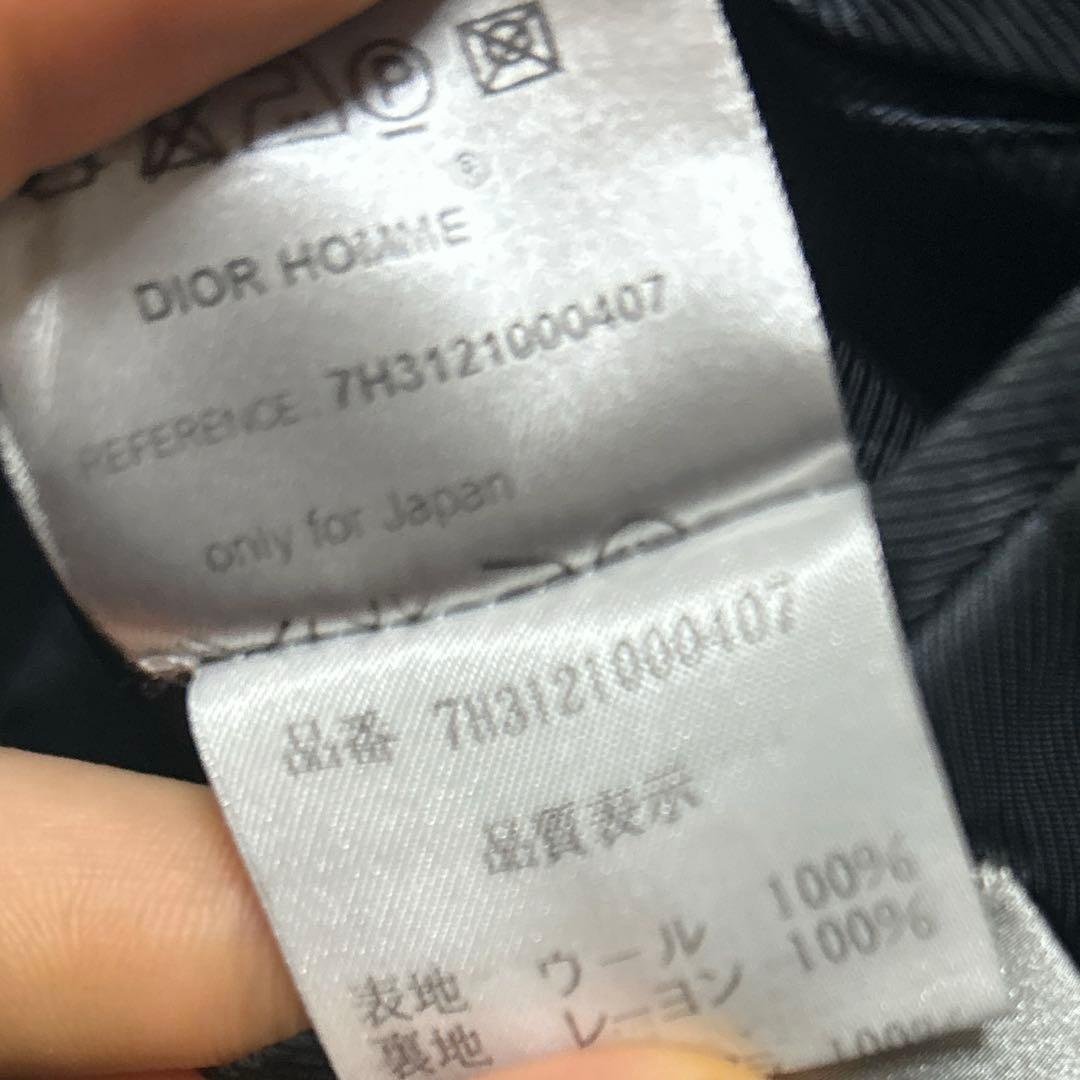 P
DIOR HOMME
REFERENCE 7H3121000407
only for Japan
品番 7H3121000407
品質表示
表地 ウール 100%
裏地 レーヨン 100%
100%